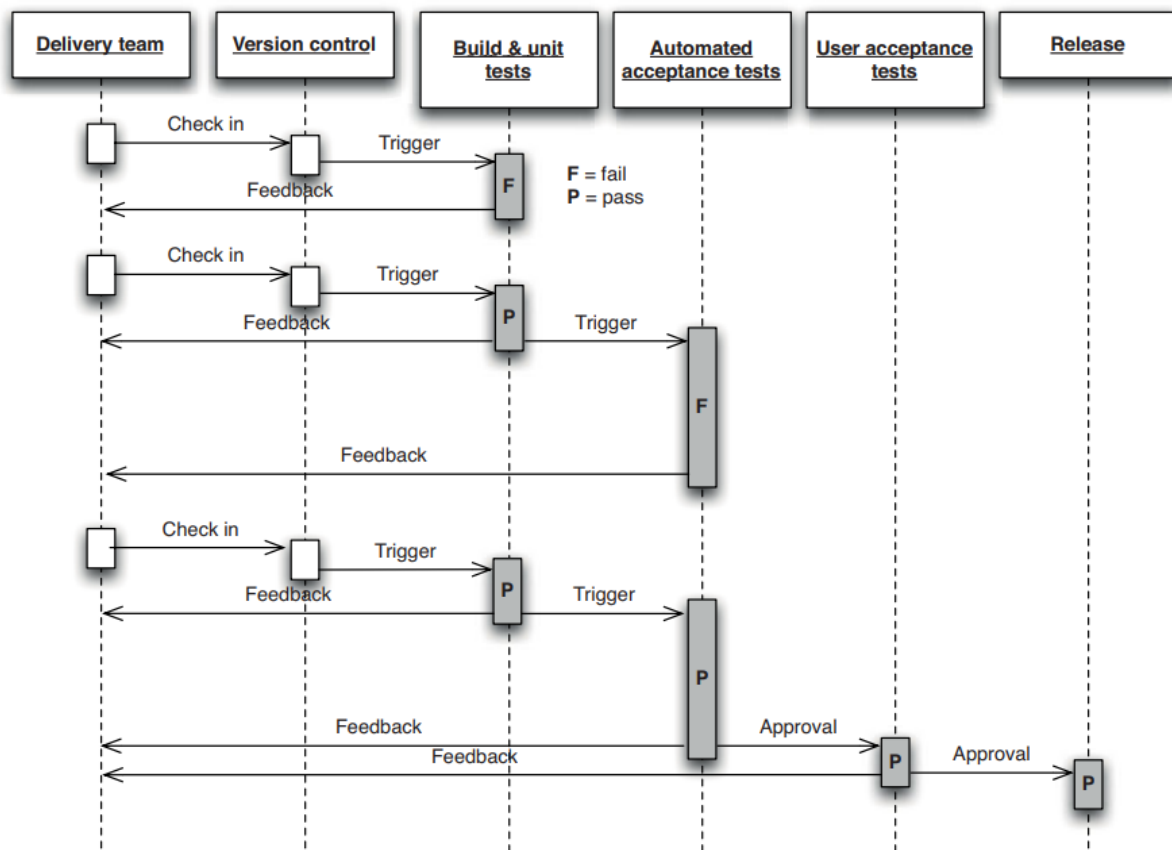 Delivery team
Version control
Build & unit
tests
Automated
acceptance tests
User acceptance
tests
Release
Check in
Trigger
F = fail
P = pass
F
Feedback
Check in
Trigger
P
Feedback
Trigger
F
Feedback
Check in
Trigger
P
Feedback
Trigger
P
Feedback
Approval
Feedback
P
Approval
P